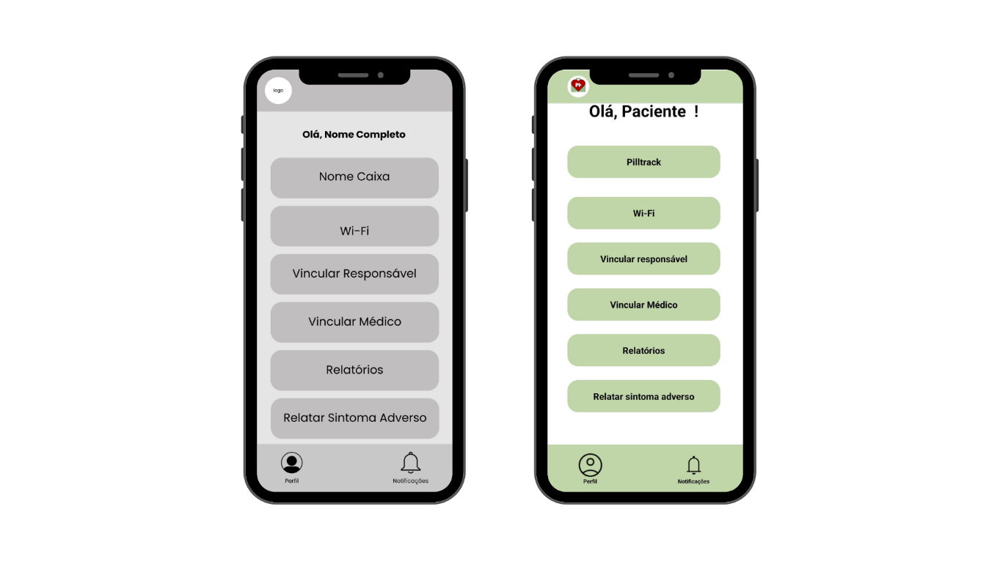 logo
Olá, Nome Completo
Nome Caixa
Wi-Fi
Vincular Responsável
Vincular Médico
Relatórios
Relatar Sintoma Adverso
Perfil
Notificações
P+
Olá, Paciente !
Pilltrack
Wi-Fi
Vincular responsável
Vincular Médico
Relatórios
Relatar sintoma adverso
Perfil
Notificações